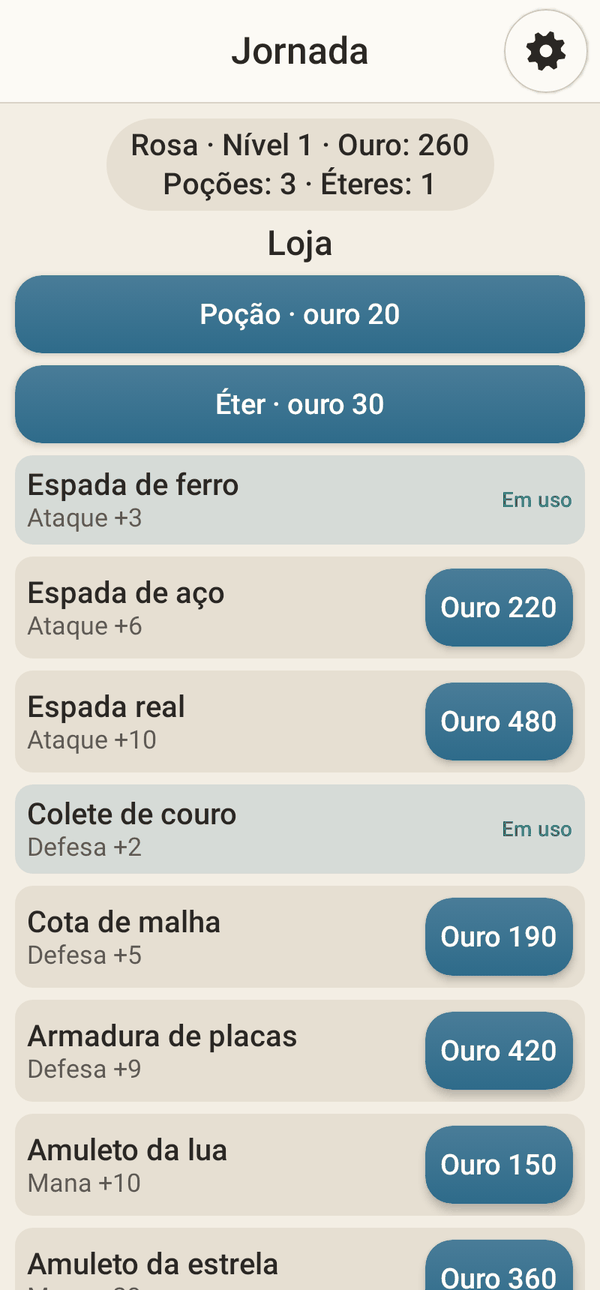 Jornada
Rosa · Nível 1 · Ouro: 260
Poções: 3 · Éteres: 1
Loja
Poção · ouro 20
Éter · ouro 30
Espada de ferro
Ataque +3
Em uso
Espada de aço
Ataque +6
Ouro 220
Espada real
Ataque +10
Ouro 480
Colete de couro
Defesa +2
Em uso
Cota de malha
Defesa +5
Ouro 190
Armadura de placas
Defesa +9
Ouro 420
Amuleto da lua
Mana +10
Ouro 150
Amuleto da estrela
Ouro 360